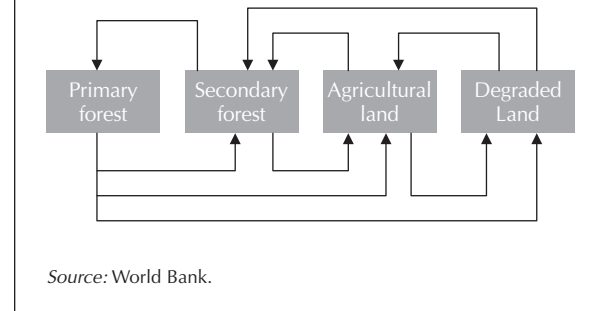 Primary
forest
Secondary
forest
Agricultural
land
Degraded
Land
Source: World Bank.